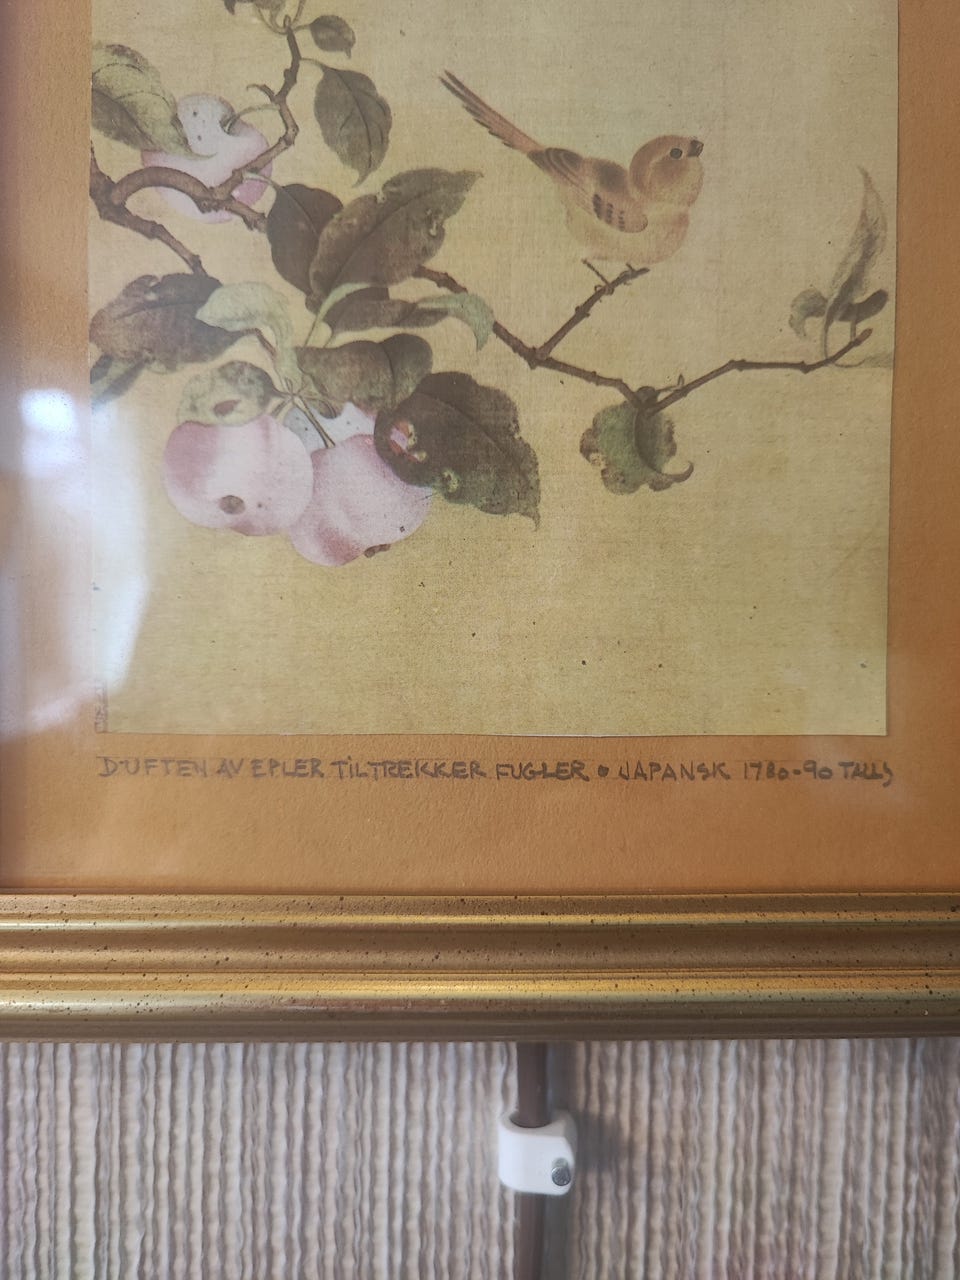 DUFTEN AV EPLER TILTREKKER FUGLER • JAPANSK 1780-90 TALLS